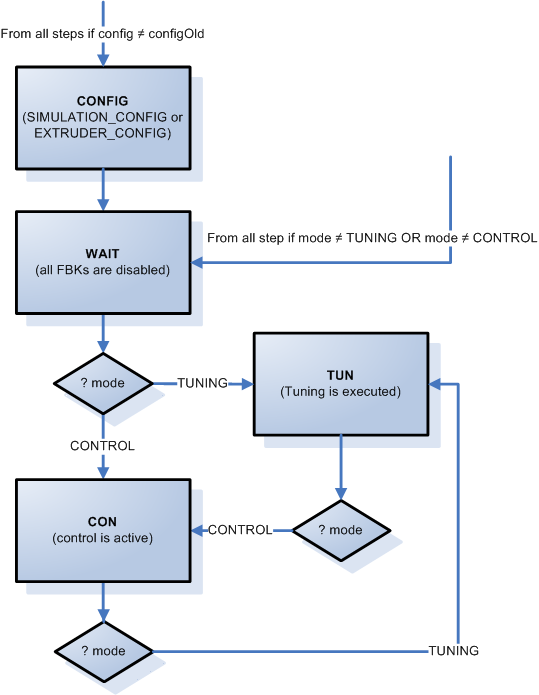 From all steps if config ≠ configOld
CONFIG
(SIMULATION_CONFIG or
EXTRUDER_CONFIG)
From all step if mode ≠ TUNING OR mode ≠ CONTROL
WAIT
(all FBKs are disabled)
? mode
TUNING
TUN
(Tuning is executed)
CONTROL
CON
(control is active)
CONTROL
? mode
? mode
TUNING